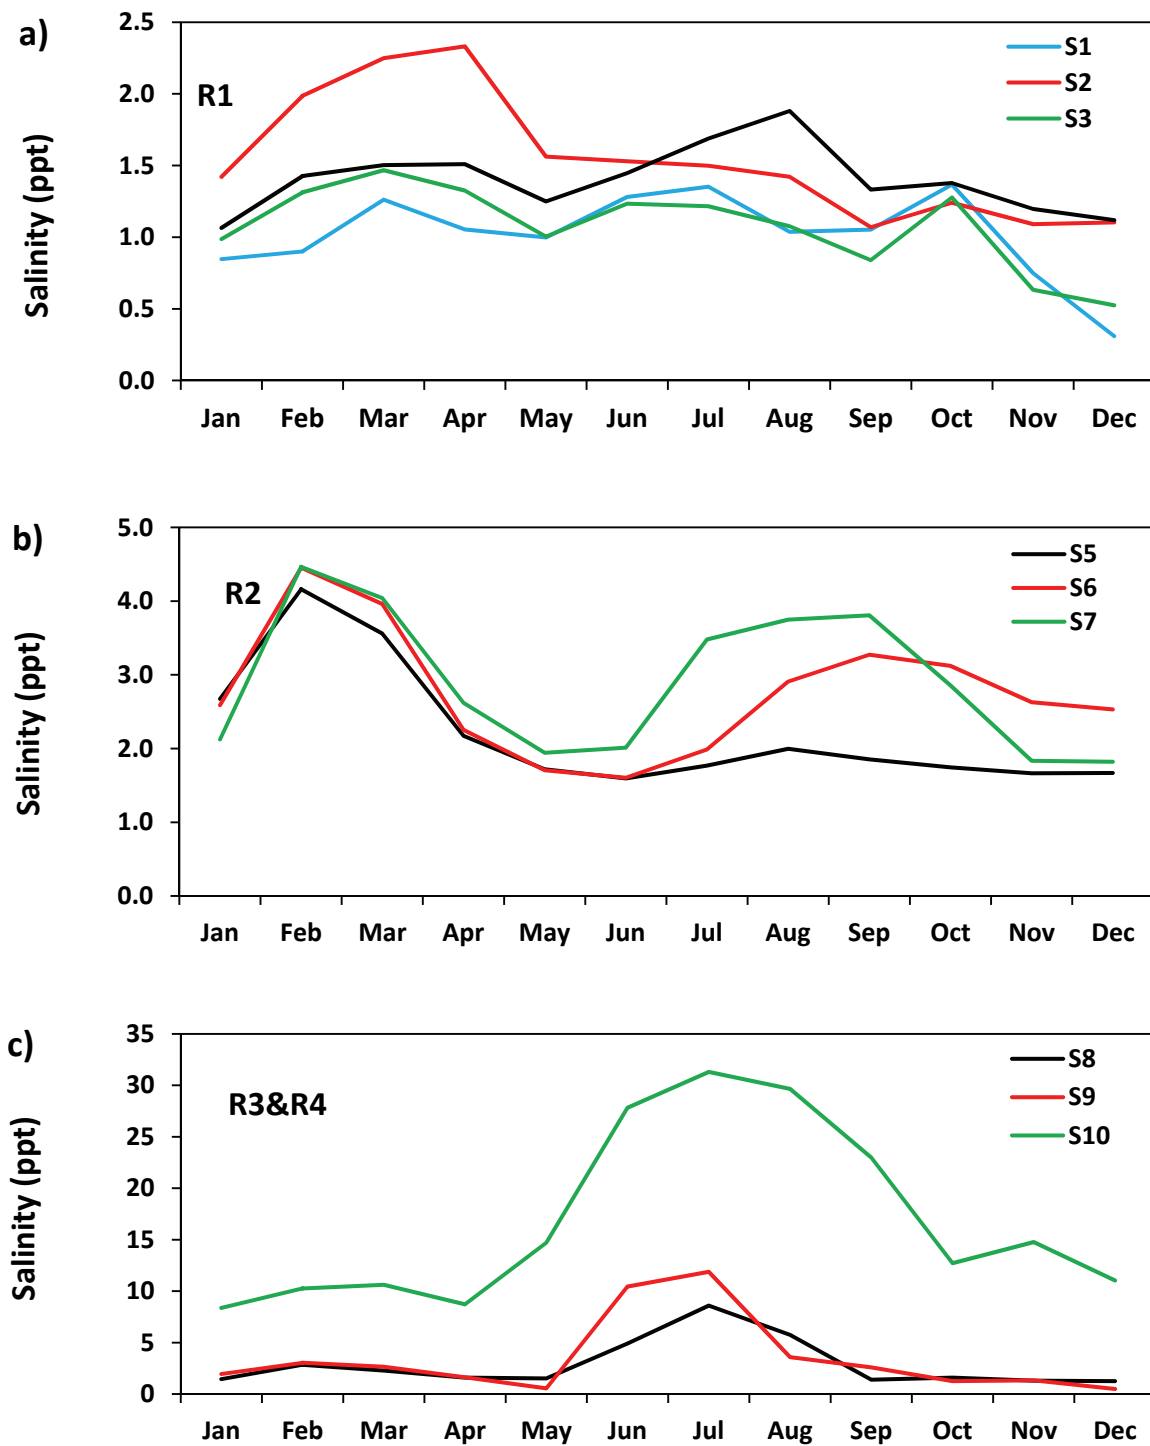 a)
R1
Salinity (ppt)
2.5
2.0
1.5
1.0
0.5
0.0
S1
S2
S3
Jan Feb Mar Apr May Jun Jul Aug Sep Oct Nov Dec
b)
R2
Salinity (ppt)
5.0
4.0
3.0
2.0
1.0
0.0
S5
S6
S7
Jan Feb Mar Apr May Jun Jul Aug Sep Oct Nov Dec
c)
R3&R4
Salinity (ppt)
35
30
25
20
15
10
5
0
S8
S9
S10
Jan Feb Mar Apr May Jun Jul Aug Sep Oct Nov Dec